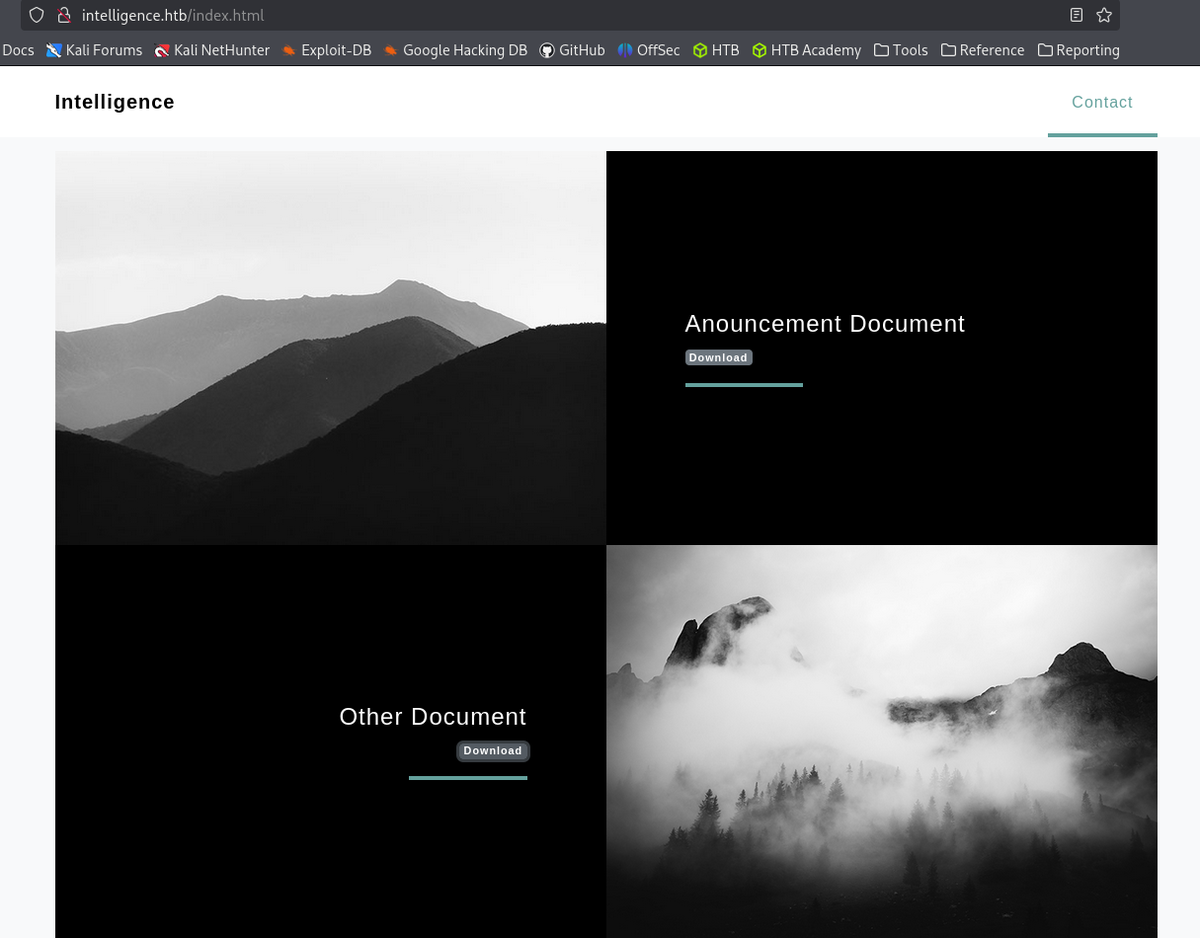 intelligence.htb/index.html
Docs Kali Forums Kali NetHunter Exploit-DB Google Hacking DB GitHub OffSec HTB HTB Academy Tools Reference Reporting
Intelligence Contact
Anouncement Document
Download
Other Document
Download